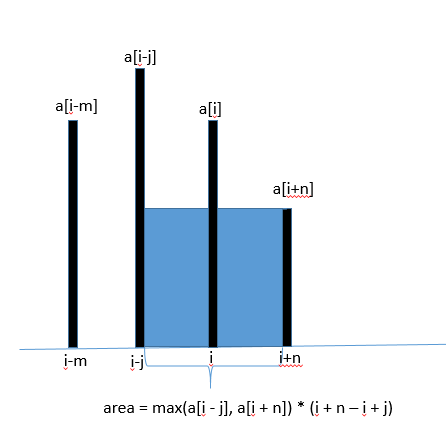 a[i-j]
a[i-m]
a[i]
a[i+n]
i-m
i-j
i
i+n
area = max(a[i - j], a[i + n]) * (i + n – i + j)